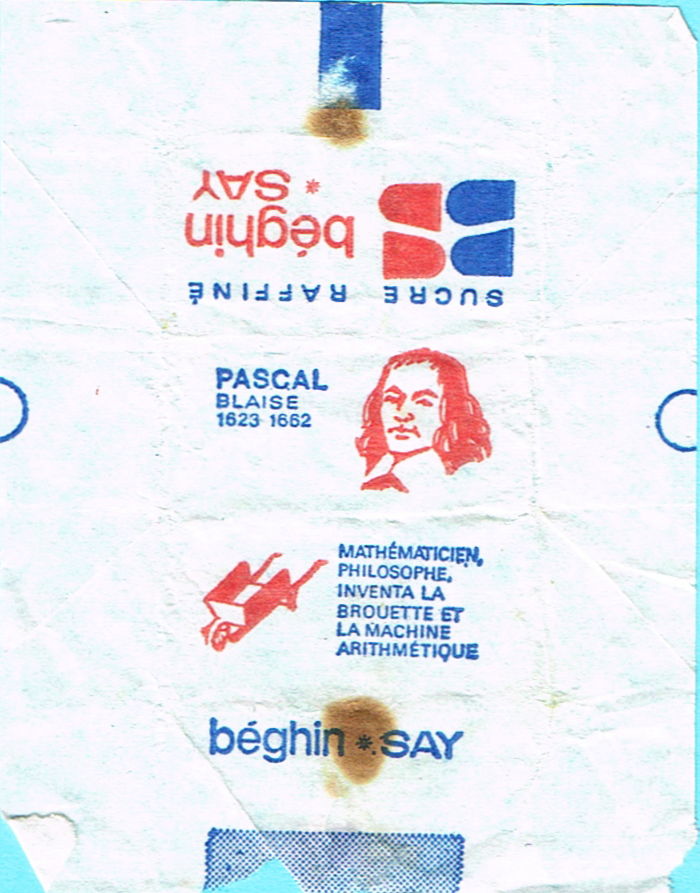 béghin
* SAY
SUCRE RAFFINÉ
PASCAL
BLAISE
1623 1662
MATHÉMATICIEN,
PHILOSOPHE,
INVENTA LA
BROUETTE ET
LA MACHINE
ARITHMÉTIQUE
béghin * SAY